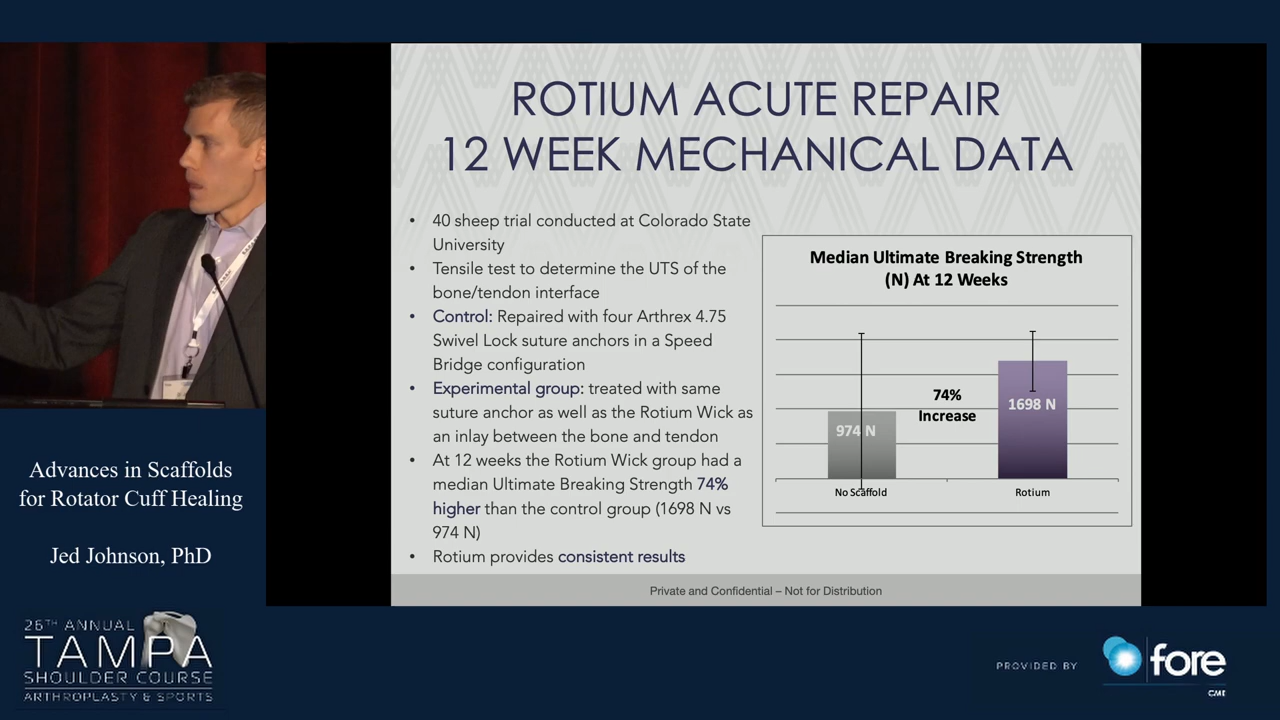 ROTIUM ACUTE REPAIR
12 WEEK MECHANICAL DATA
• 40 sheep trial conducted at Colorado State
University
• Tensile test to determine the UTS of the
bone/tendon interface
• Control: Repaired with four Arthrex 4.75
Swivel Lock suture anchors in a Speed
Bridge configuration
• Experimental group: treated with same
suture anchor as well as the Rotium Wick as
an inlay between the bone and tendon
• At 12 weeks the Rotium Wick group had a
median Ultimate Breaking Strength 74%
higher than the control group (1698 N vs
974 N)
• Rotium provides consistent results
Median Ultimate Breaking Strength
(N) At 12 Weeks
974 N
74%
Increase
1698 N
No Scaffold
Rotium
Private and Confidential – Not for Distribution
Advances in Scaffolds
for Rotator Cuff Healing
Jed Johnson, PhD
26TH ANNUAL
TAMPA
SHOULDER COURSE
ARTHROPLASTY & SPORTS
PROVIDED BY
fore
CME